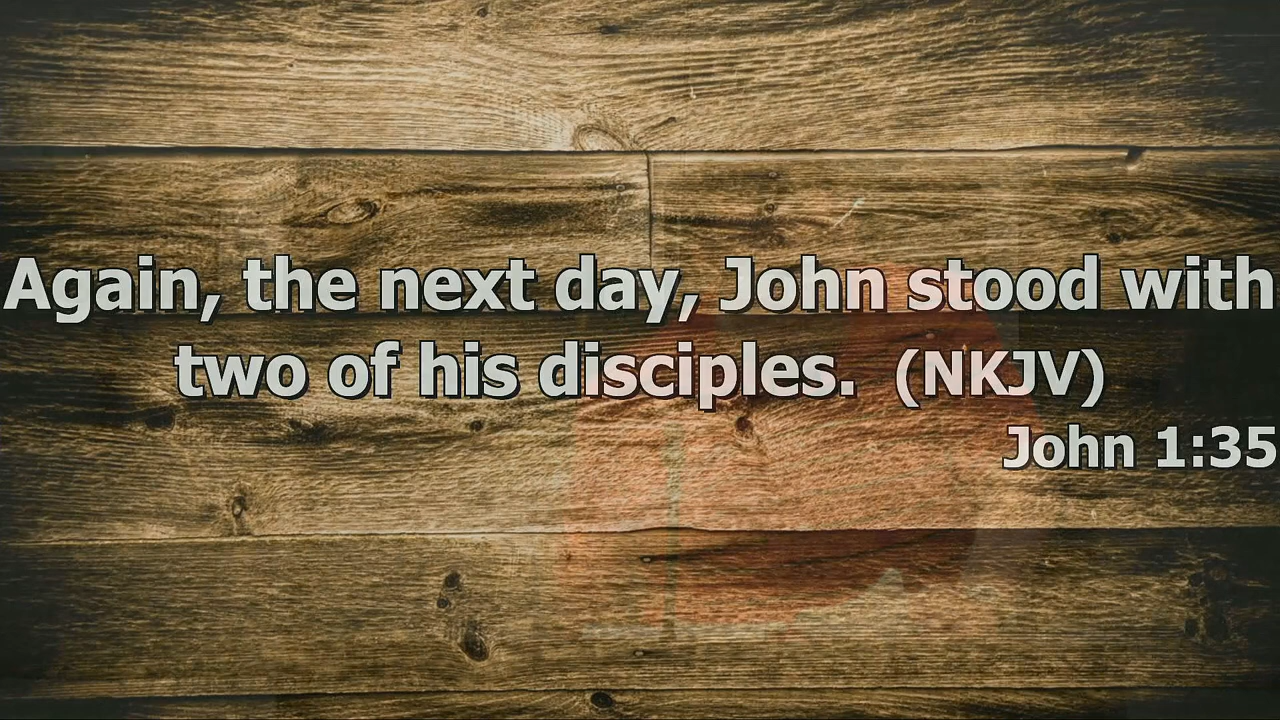 Again, the next day, John stood with
two of his disciples. (NKJV)
John 1:35